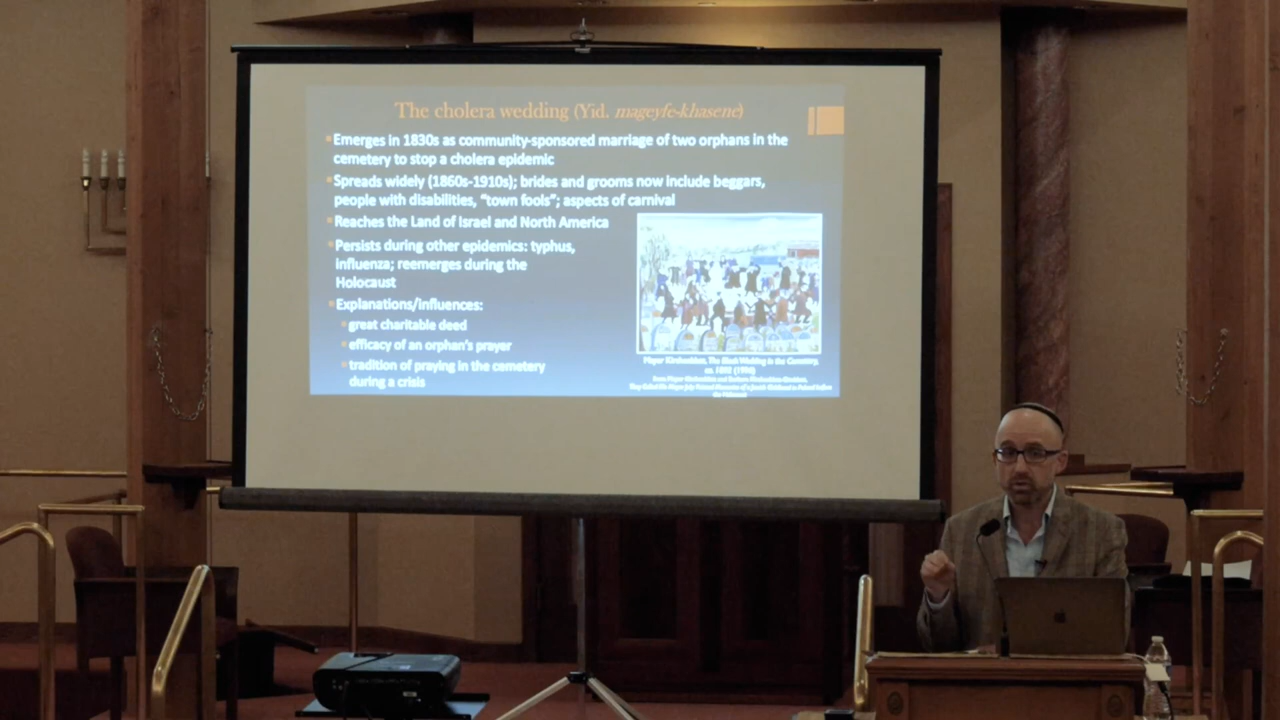 The cholera wedding (Yid. mageyfe-khasene)
Emerges in 1830s as community-sponsored marriage of two orphans in the
cemetery to stop a cholera epidemic
Spreads widely (1860s-1910s); brides and grooms now include beggars,
people with disabilities, “town fools”; aspects of carnival
Reaches the Land of Israel and North America
Persists during other epidemics: typhus,
influenza; reemerges during the
Holocaust
Explanations/influences:
great charitable deed
efficacy of an orphan's prayer
tradition of praying in the cemetery
during a crisis
Mayer Kirshenblatt, The Black Wedding in the Cemetery,
ca. 1892 (1996)